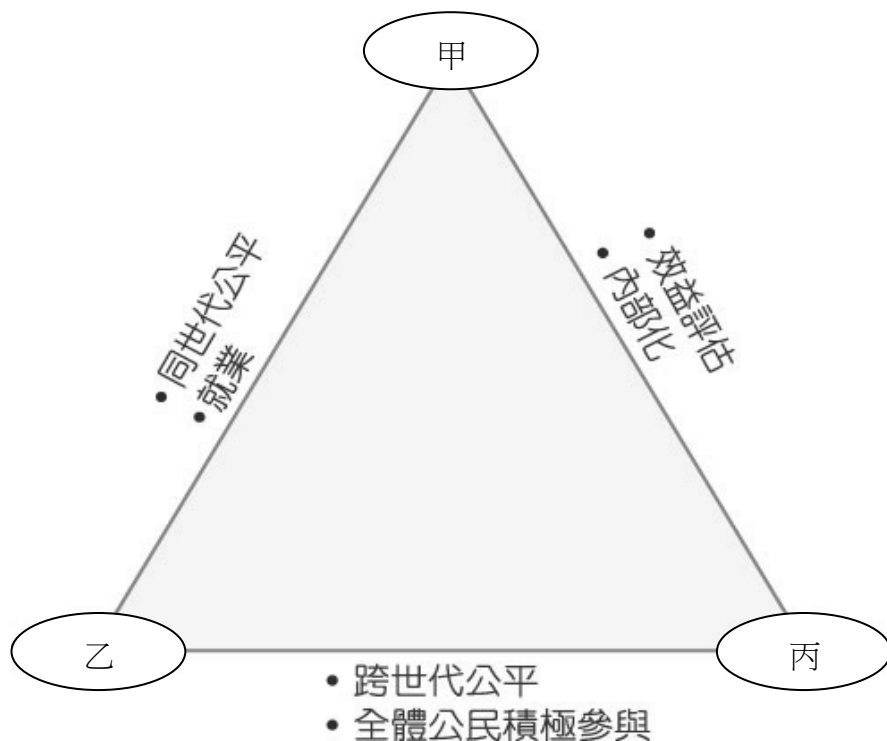 甲
• 同世代公平
• 就業
• 效益評估
• 內部化
乙
丙
• 跨世代公平
• 全體公民積極參與